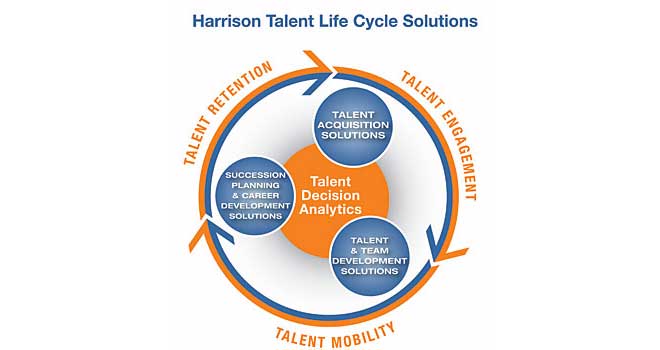 Harrison Talent Life Cycle Solutions
TALENT RETENTION
TALENT ENGAGEMENT
TALENT
ACQUISITION
SOLUTIONS
SUCCESSION
PLANNING
& CAREER
DEVELOPMENT
SOLUTIONS
Talent
Decision
Analytics
TALENT
& TEAM
DEVELOPMENT
SOLUTIONS
TALENT MOBILITY